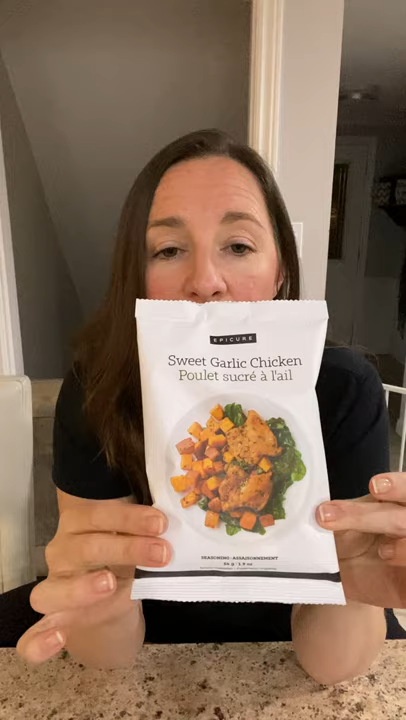 EPICURE
Sweet Garlic Chicken
Poulet sucré à l'ail
SEASONING • ASSAISONNEMENT